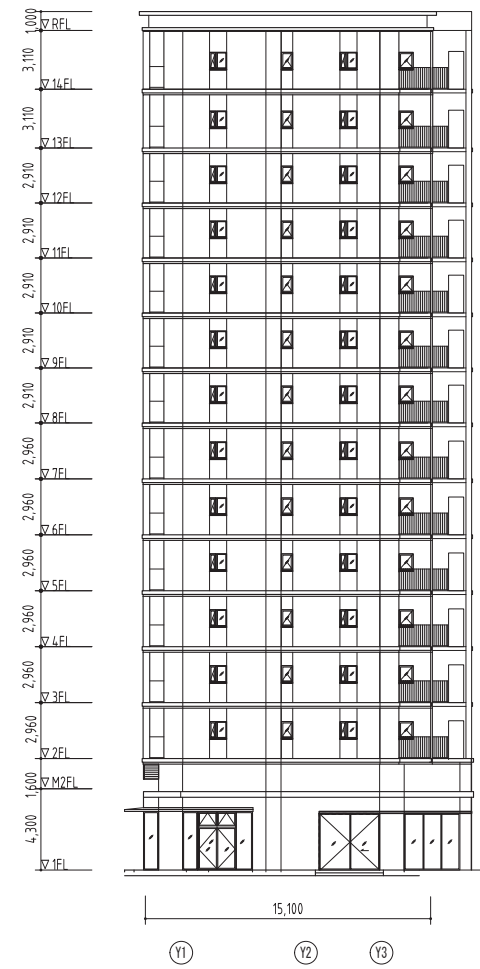 1,000
▽ RFL
3,110
▽ 14FL
3,110
▽ 13FL
2,910
▽ 12FL
2,910
▽ 11FL
2,910
▽ 10FL
2,910
▽ 9FL
2,910
▽ 8FL
2,960
▽ 7FL
2,960
▽ 6FL
2,960
▽ 5FL
2,960
▽ 4FL
2,960
▽ 3FL
2,960
▽ 2FL
1,600
▽ M2FL
4,300
▽ 1FL
15,100
Y1 Y2 Y3